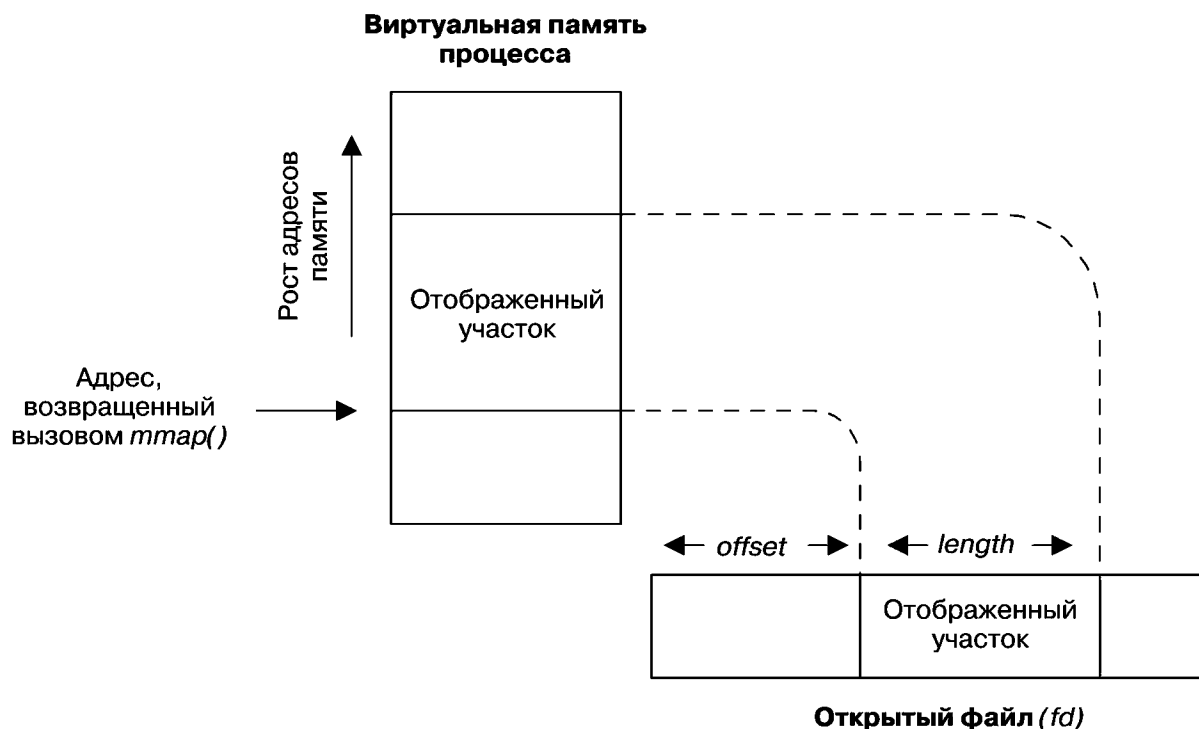 Виртуальная память
процесса
Рост адресов
памяти
Отображенный
участок
Адрес,
возвращенный
вызовом mmap()
offset
length
Отображенный
участок
Открытый файл (fd)